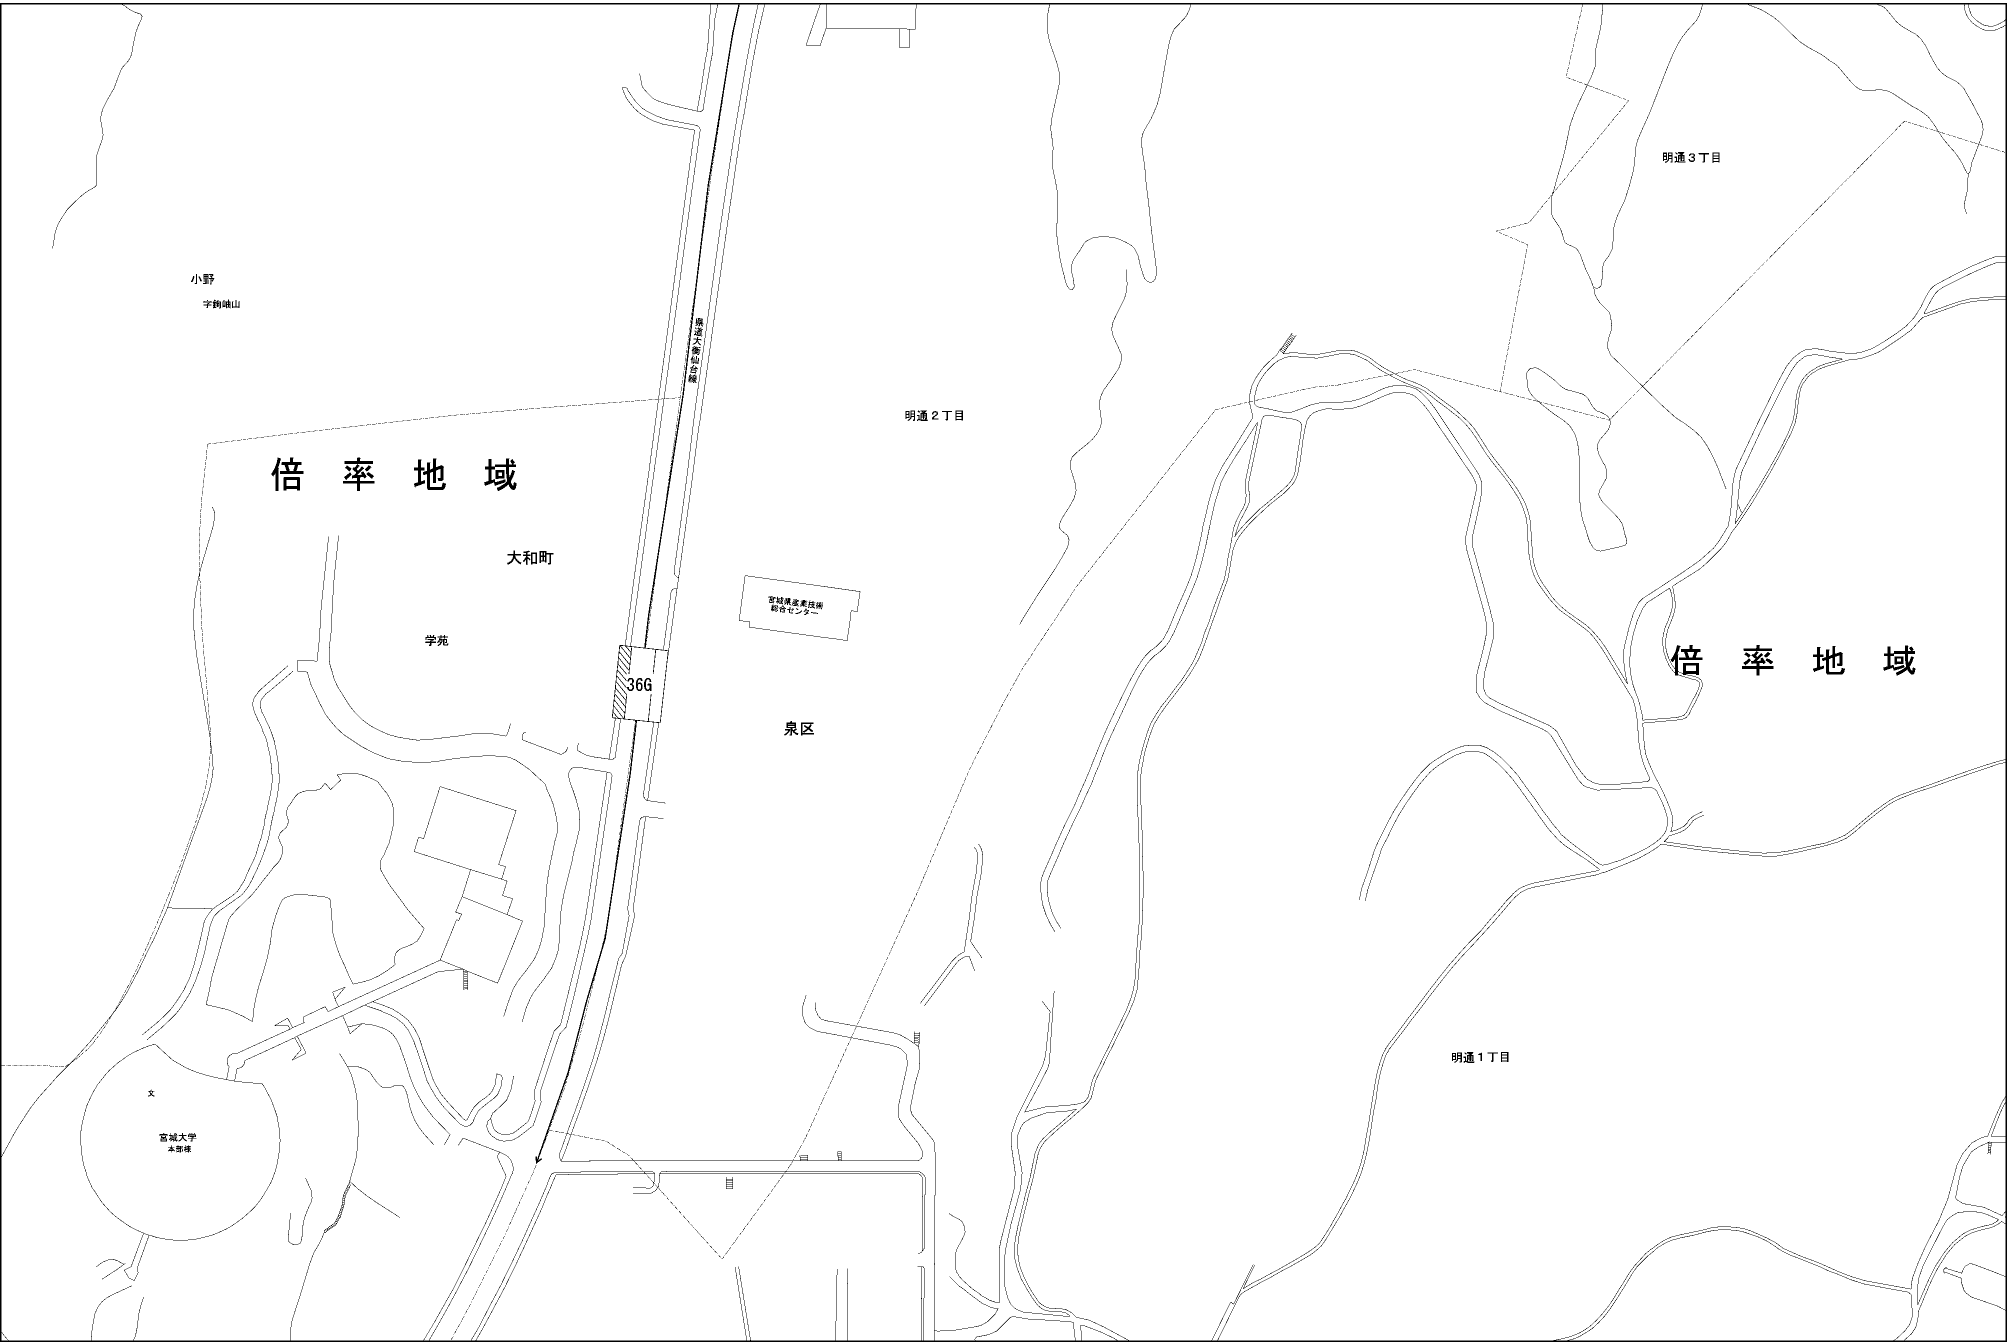 明通３丁目
小野
字鉤岫山
県道大衡仙台線
明通２丁目
倍率地域
大和町
宮城県産業技術
総合センター
学苑
倍率地域
36G
泉区
明通１丁目
文
宮城大学
本部棟